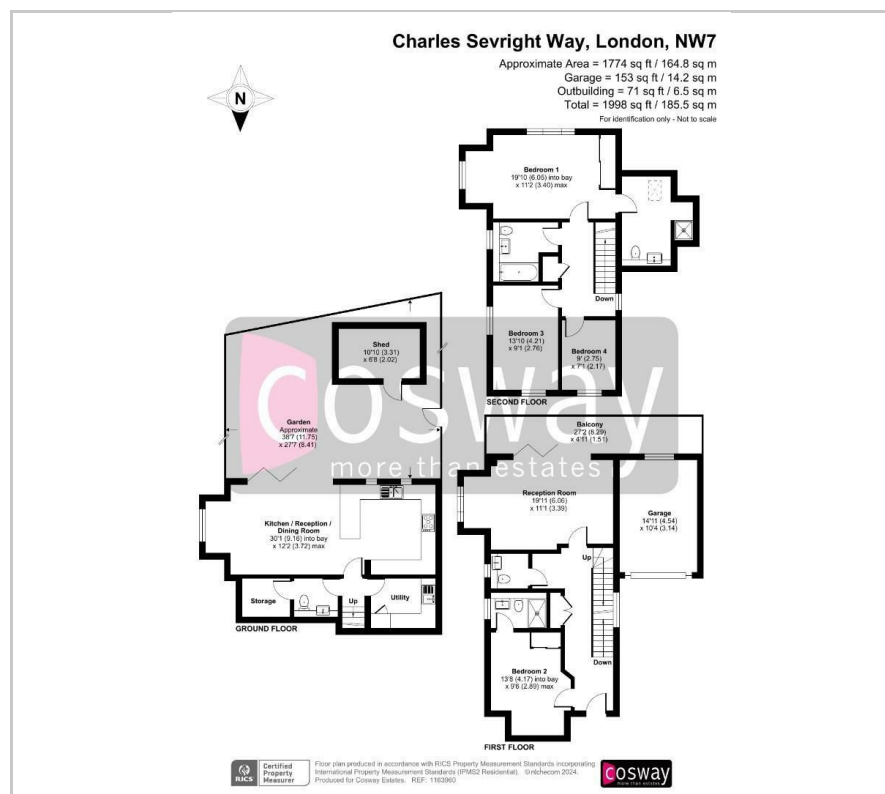 Charles Sevright Way, London, NW7
Approximate Area = 1774 sq ft / 164.8 sq m
Garage = 153 sq ft / 14.2 sq m
Outbuilding = 71 sq ft / 6.5 sq m
Total = 1998 sq ft / 185.5 sq m
For identification only - Not to scale
N
Bedroom 1
19'10 (6.05) into bay
x 11'2 (3.40) max
Down
Bedroom 3
13'10 (4.21)
x 9'1 (2.76)
Bedroom 4
9' (2.75)
x 7'1 (2.17)
SECOND FLOOR
Shed
10'10 (3.31)
x 6'8 (2.02)
Garden
Approximate
38'7 (11.75)
x 27'7 (8.41)
cosway
more than estates
Kitchen / Reception /
Dining Room
30'1 (9.16) into bay
x 12'2 (3.72) max
Storage
Up
Utility
GROUND FLOOR
Balcony
27'2 (8.29)
x 4'11 (1.51)
Reception Room
19'11 (6.06)
x 11'1 (3.39)
Garage
14'11 (4.54)
x 10'4 (3.14)
Up
Bedroom 2
13'8 (4.17) into bay
x 9'6 (2.89) max
Down
FIRST FLOOR
RICS
Certified
Property
Measurer
Floor plan produced in accordance with RICS Property Measurement Standards incorporating
International Property Measurement Standards (IPMS2 Residential). ©nichecom 2024.
Produced for Cosway Estates. REF: 1163960
cosway
more than estates